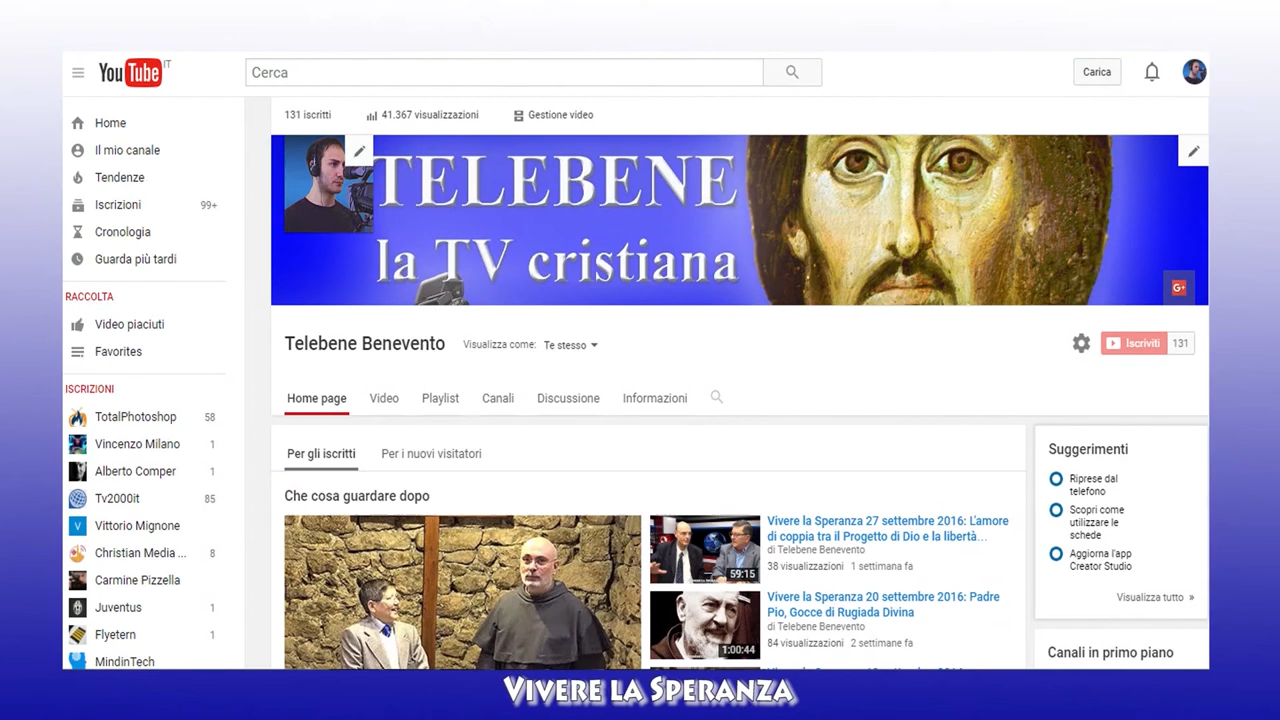 YouTube IT
Cerca
Carica
Home
Il mio canale
Tendenze
Iscrizioni 99+
Cronologia
Guarda più tardi
RACCOLTA
Video piaciuti
Favorites
ISCRIZIONI
TotalPhotoshop 58
Vincenzo Milano 1
Alberto Comper 1
Tv2000it 85
Vittorio Mignone
Christian Media ... 8
Carmine Pizzella
Juventus 1
Flyetern 1
MindinTech
131 iscritti 41.367 visualizzazioni Gestione video
TELEBENE
la TV cristiana
G+
Telebene Benevento Visualizza come: Te stesso
Iscriviti 131
Home page Video Playlist Canali Discussione Informazioni
Per gli iscritti Per i nuovi visitatori
Che cosa guardare dopo
59:15
Vivere la Speranza 27 settembre 2016: L'amore
di coppia tra il Progetto di Dio e la libertà...
di Telebene Benevento
38 visualizzazioni 1 settimana fa
1:00:44
Vivere la Speranza 20 settembre 2016: Padre
Pio, Gocce di Rugiada Divina
di Telebene Benevento
84 visualizzazioni 2 settimane fa
Suggerimenti
Riprese dal
telefono
Scopri come
utilizzare le
schede
Aggiorna l'app
Creator Studio
Visualizza tutto »
Canali in primo piano
VIVERE LA SPERANZA